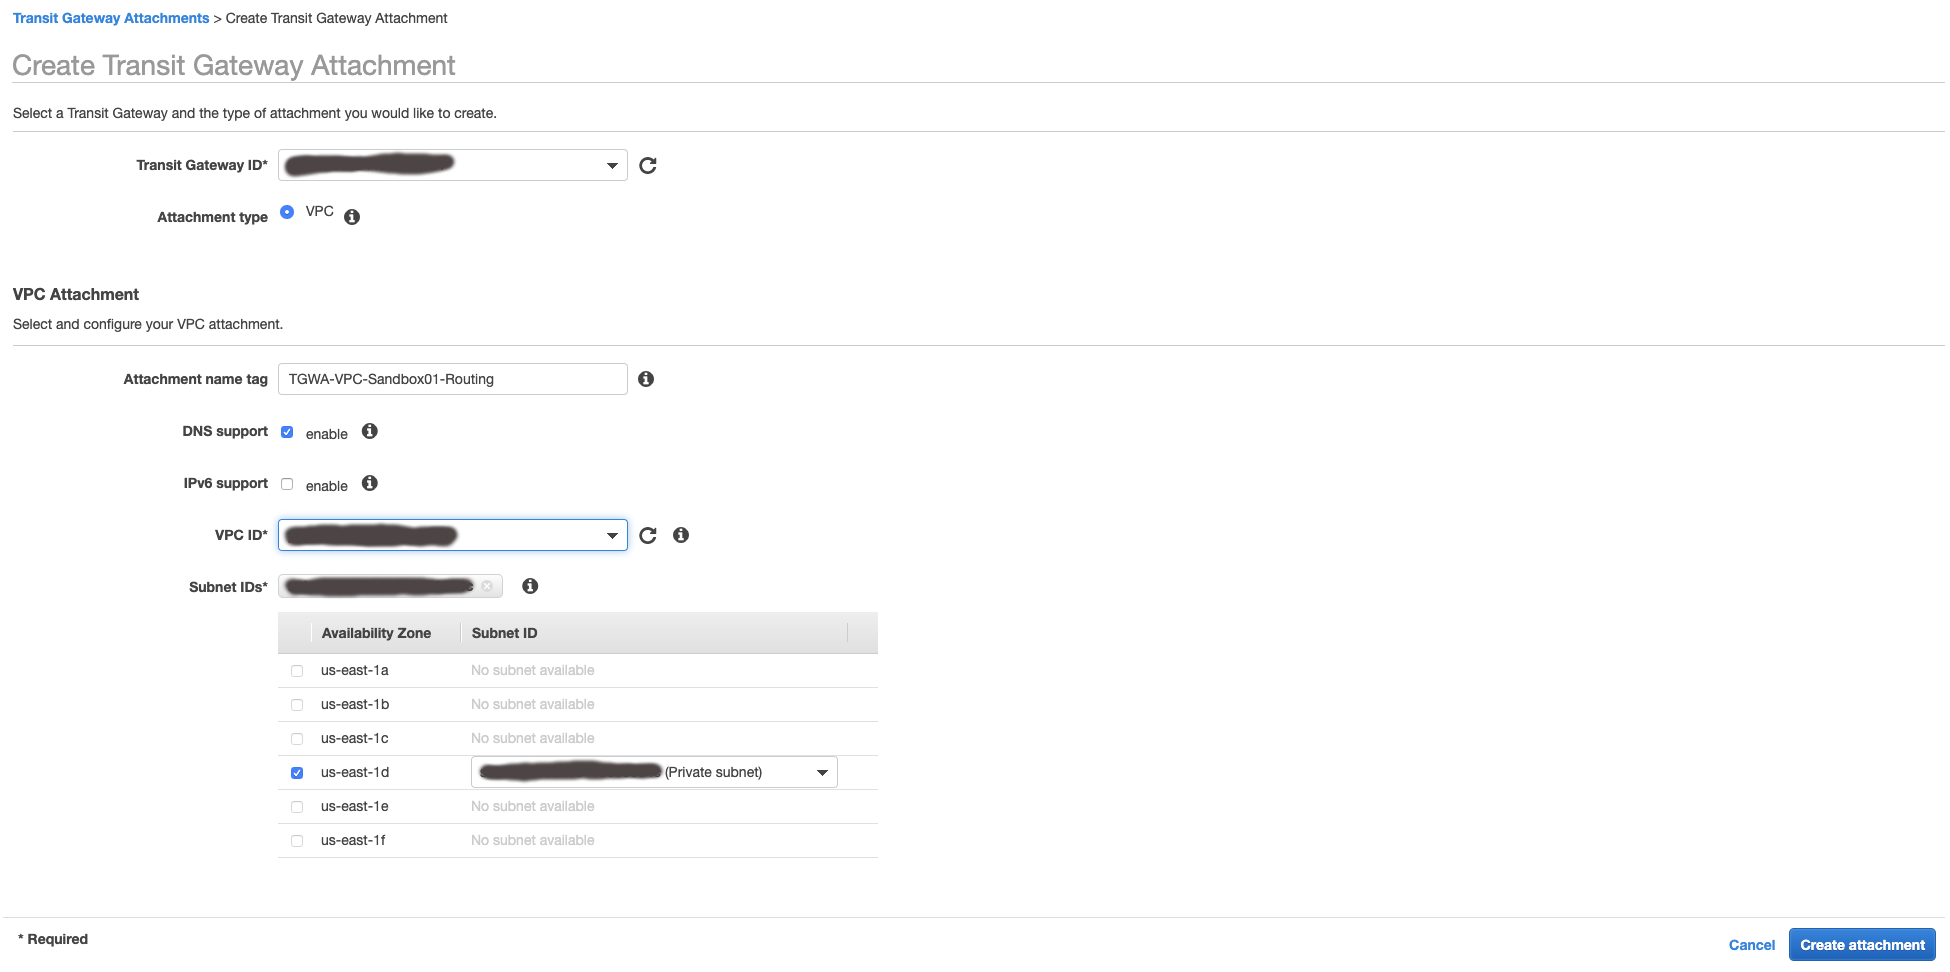 Transit Gateway Attachments > Create Transit Gateway Attachment
Create Transit Gateway Attachment
Select a Transit Gateway and the type of attachment you would like to create.
Transit Gateway ID*
Attachment type VPC
VPC Attachment
Select and configure your VPC attachment.
Attachment name tag TGWA-VPC-Sandbox01-Routing
DNS support enable
IPv6 support enable
VPC ID*
Subnet IDs*
Availability Zone Subnet ID
us-east-1a No subnet available
us-east-1b No subnet available
us-east-1c No subnet available
us-east-1d (Private subnet)
us-east-1e No subnet available
us-east-1f No subnet available
* Required
Cancel Create attachment